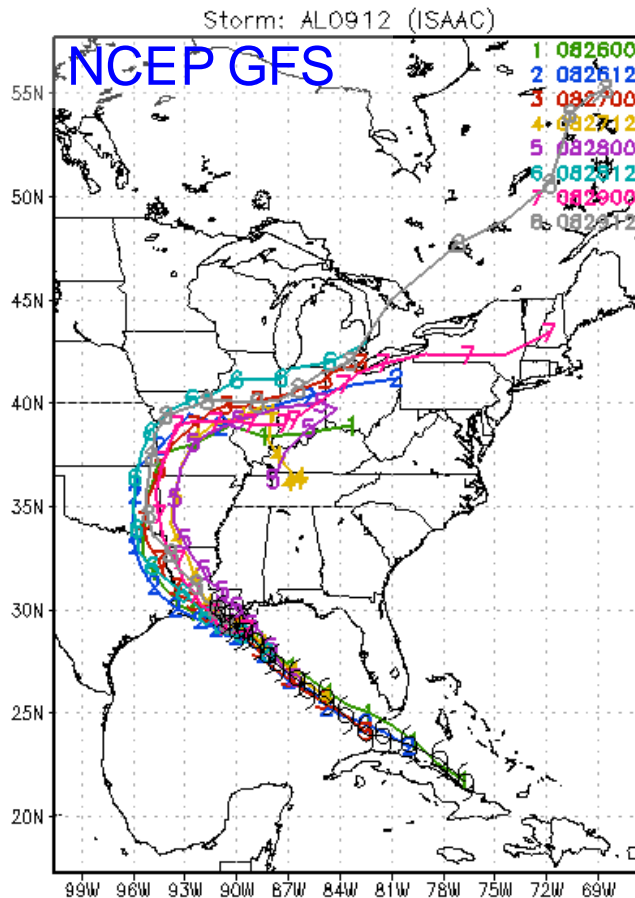 Storm: AL0912 (ISAAC)
NCEP GFS
1 082600
2 082612
3 082700
4 082712
5 082800
6 082812
7 082900
8 082912
55N
50N
45N
40N
35N
30N
25N
20N
99W 96W 93W 90W 87W 84W 81W 78W 75W 72W 69W